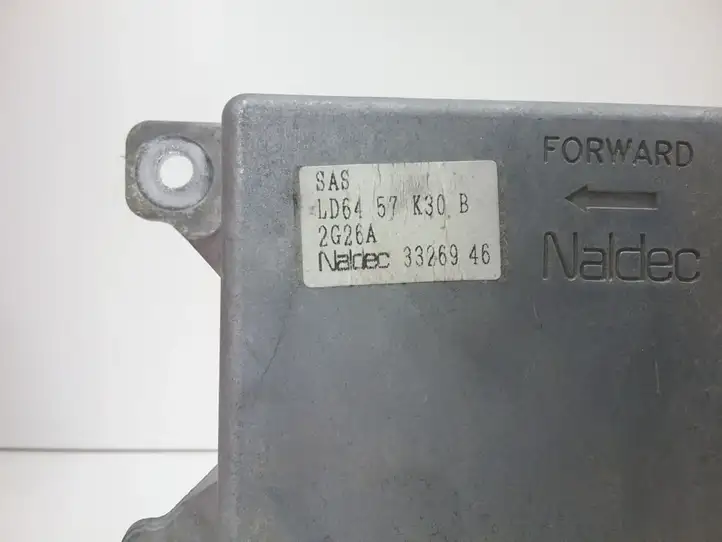 SAS
LD64 57 K30 B
2G26A
Naldec 33269 46
FORWARD
Naldec